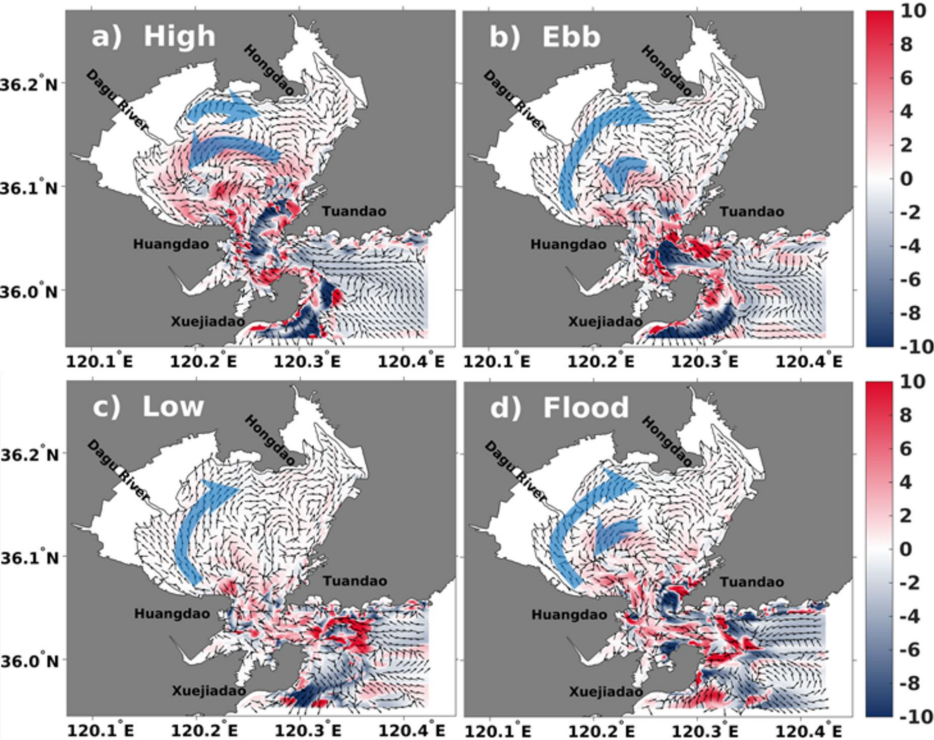 a) High
Hongdao
Dagu River
Tuandao
Huangdao
Xuejiadao
36.2°N
36.1°N
36.0°N
120.1°E 120.2°E 120.3°E 120.4°E
b) Ebb
Hongdao
Dagu River
Tuandao
Huangdao
Xuejiadao
120.1°E 120.2°E 120.3°E 120.4°E
10
8
6
4
2
0
-2
-4
-6
-8
-10
c) Low
Hongdao
Dagu River
Tuandao
Huangdao
Xuejiadao
36.2°N
36.1°N
36.0°N
120.1°E 120.2°E 120.3°E 120.4°E
d) Flood
Hongdao
Dagu River
Tuandao
Huangdao
Xuejiadao
120.1°E 120.2°E 120.3°E 120.4°E
10
8
6
4
2
0
-2
-4
-6
-8
-10